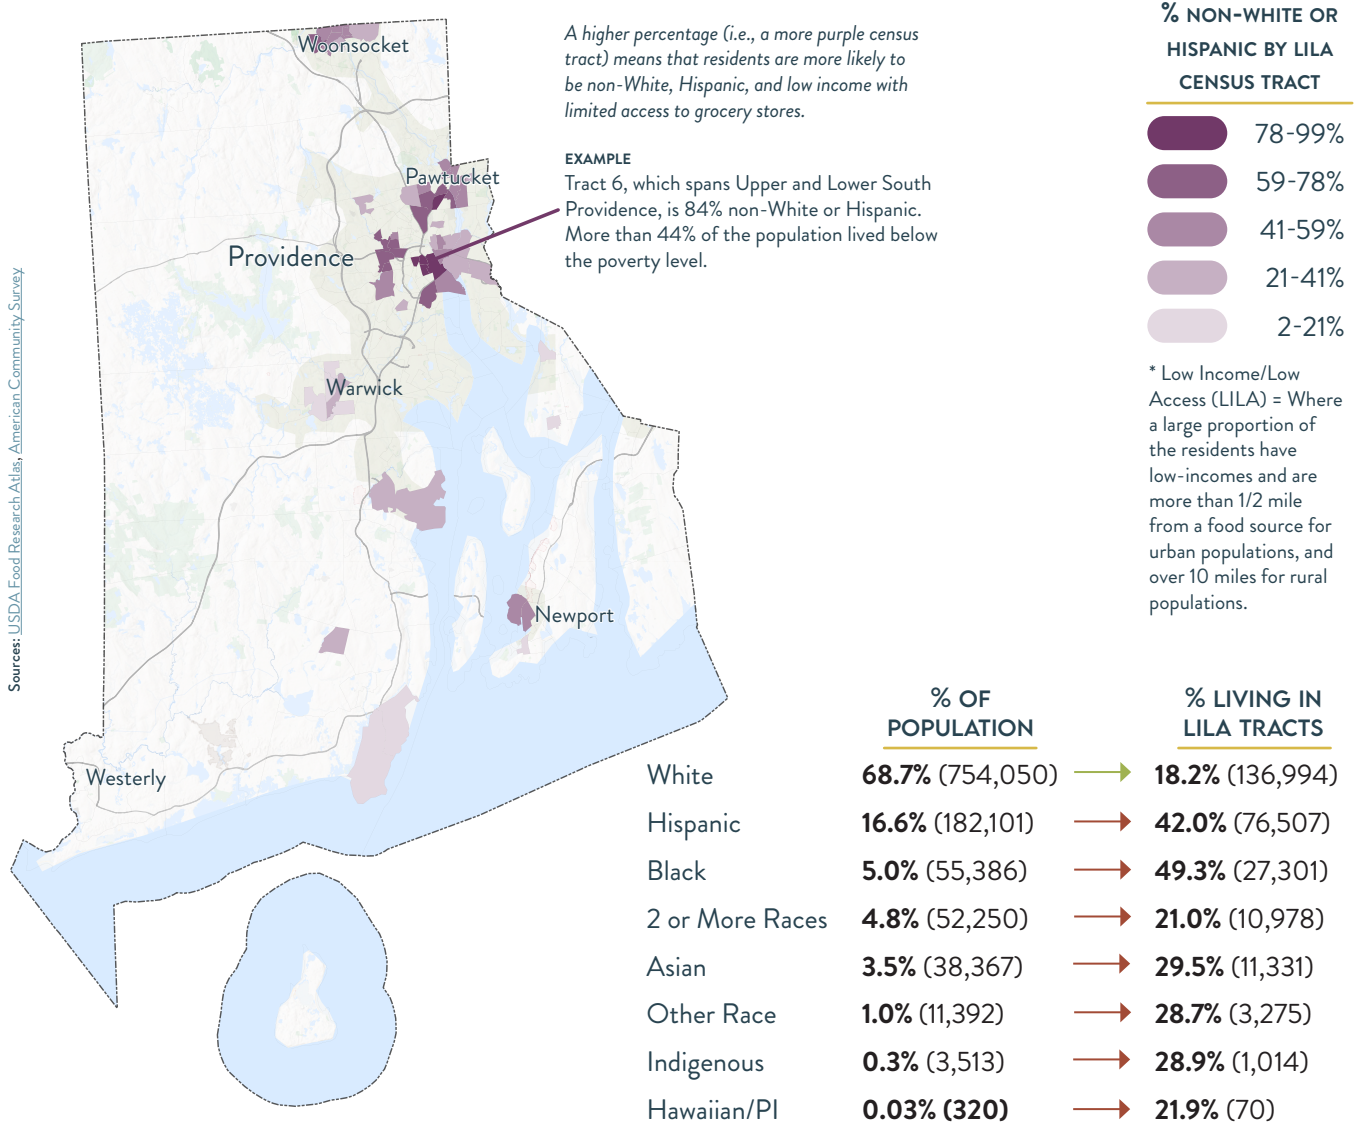 Woonsocket
Pawtucket
Providence
Warwick
Newport
Westerly
Sources: USDA Food Research Atlas, American Community Survey
A higher percentage (i.e., a more purple census
tract) means that residents are more likely to
be non-White, Hispanic, and low income with
limited access to grocery stores.
EXAMPLE
Tract 6, which spans Upper and Lower South
Providence, is 84% non-White or Hispanic.
More than 44% of the population lived below
the poverty level.
% NON-WHITE OR
HISPANIC BY LILA
CENSUS TRACT
78-99%
59-78%
41-59%
21-41%
2-21%
* Low Income/Low
Access (LILA) = Where
a large proportion of
the residents have
low-incomes and are
more than 1/2 mile
from a food source for
urban populations, and
over 10 miles for rural
populations.
% OF
POPULATION
% LIVING IN
LILA TRACTS
White 68.7% (754,050) 18.2% (136,994)
Hispanic 16.6% (182,101) 42.0% (76,507)
Black 5.0% (55,386) 49.3% (27,301)
2 or More Races 4.8% (52,250) 21.0% (10,978)
Asian 3.5% (38,367) 29.5% (11,331)
Other Race 1.0% (11,392) 28.7% (3,275)
Indigenous 0.3% (3,513) 28.9% (1,014)
Hawaiian/PI 0.03% (320) 21.9% (70)